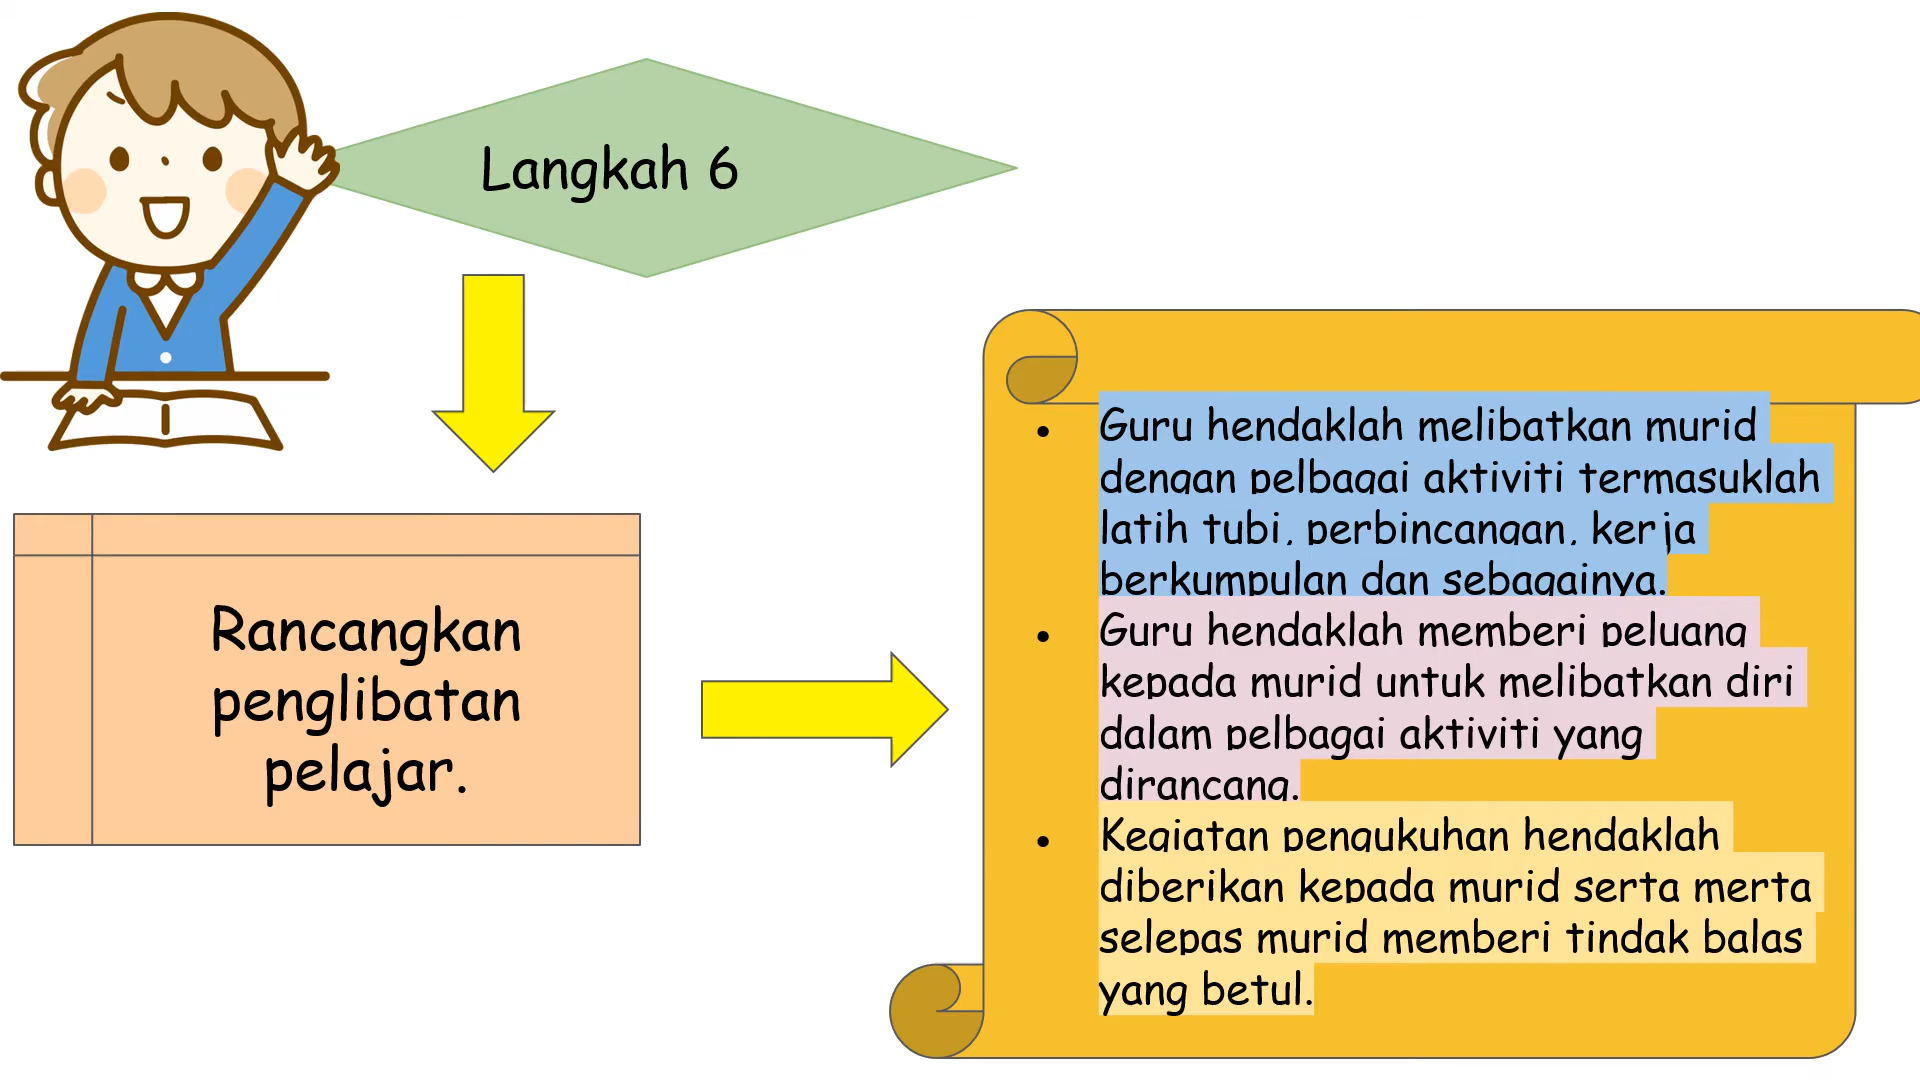 Langkah 6
Rancangkan
penglibatan
pelajar.
• Guru hendaklah melibatkan murid
dengan pelbagai aktiviti termasuklah
latih tubi, perbincangan, kerja
berkumpulan dan sebagainya.
• Guru hendaklah memberi peluang
kepada murid untuk melibatkan diri
dalam pelbagai aktiviti yang
dirancang.
• Kegiatan pengukuhan hendaklah
diberikan kepada murid serta merta
selepas murid memberi tindak balas
yang betul.